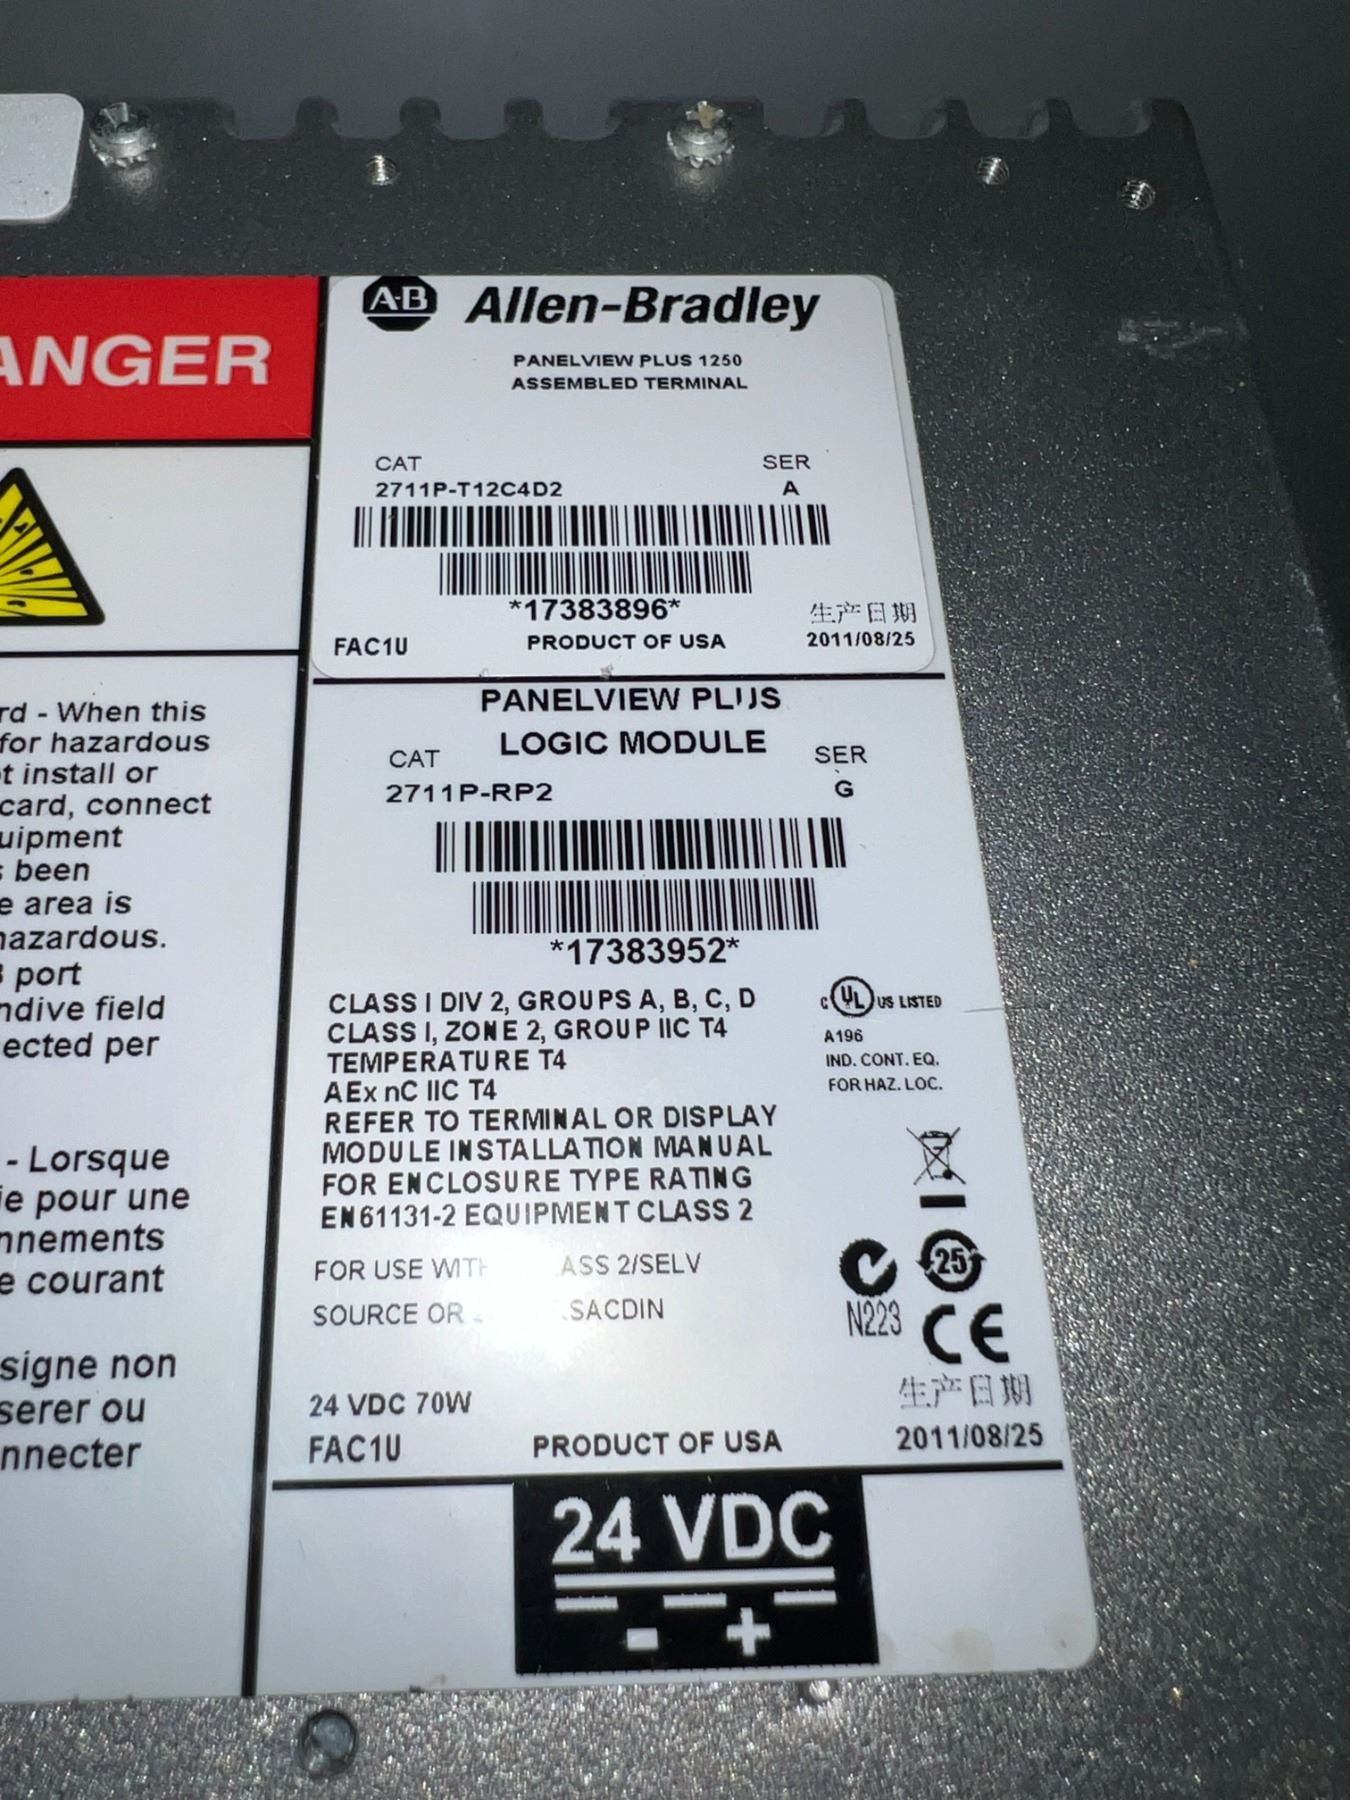 ANGER
rd - When this
for hazardous
t install or
card, connect
uipment
been
e area is
hazardous.
port
ndive field
ected per
- Lorsque
ie pour une
nnements
e courant
signe non
serer ou
nnecter
A-B Allen-Bradley
PANELVIEW PLUS 1250
ASSEMBLED TERMINAL
CAT SER
2711P-T12C4D2 A
*17383896*
生产日期
FAC1U PRODUCT OF USA 2011/08/25
PANELVIEW PLUS
LOGIC MODULE
CAT SER
2711P-RP2 G
*17383952*
CLASS I DIV 2, GROUPS A, B, C, D
CLASS I, ZONE 2, GROUP IIC T4
TEMPERATURE T4
AEx nC IIC T4
REFER TO TERMINAL OR DISPLAY
MODULE INSTALLATION MANUAL
FOR ENCLOSURE TYPE RATING
EN61131-2 EQUIPMENT CLASS 2
C UL US LISTED
A196
IND. CONT. EQ.
FOR HAZ. LOC.
FOR USE WITH ASS 2/SELV
SOURCE OR SACDIN
25
N223 CE
24 VDC 70W
生产日期
FAC1U PRODUCT OF USA 2011/08/25
24 VDC
- +